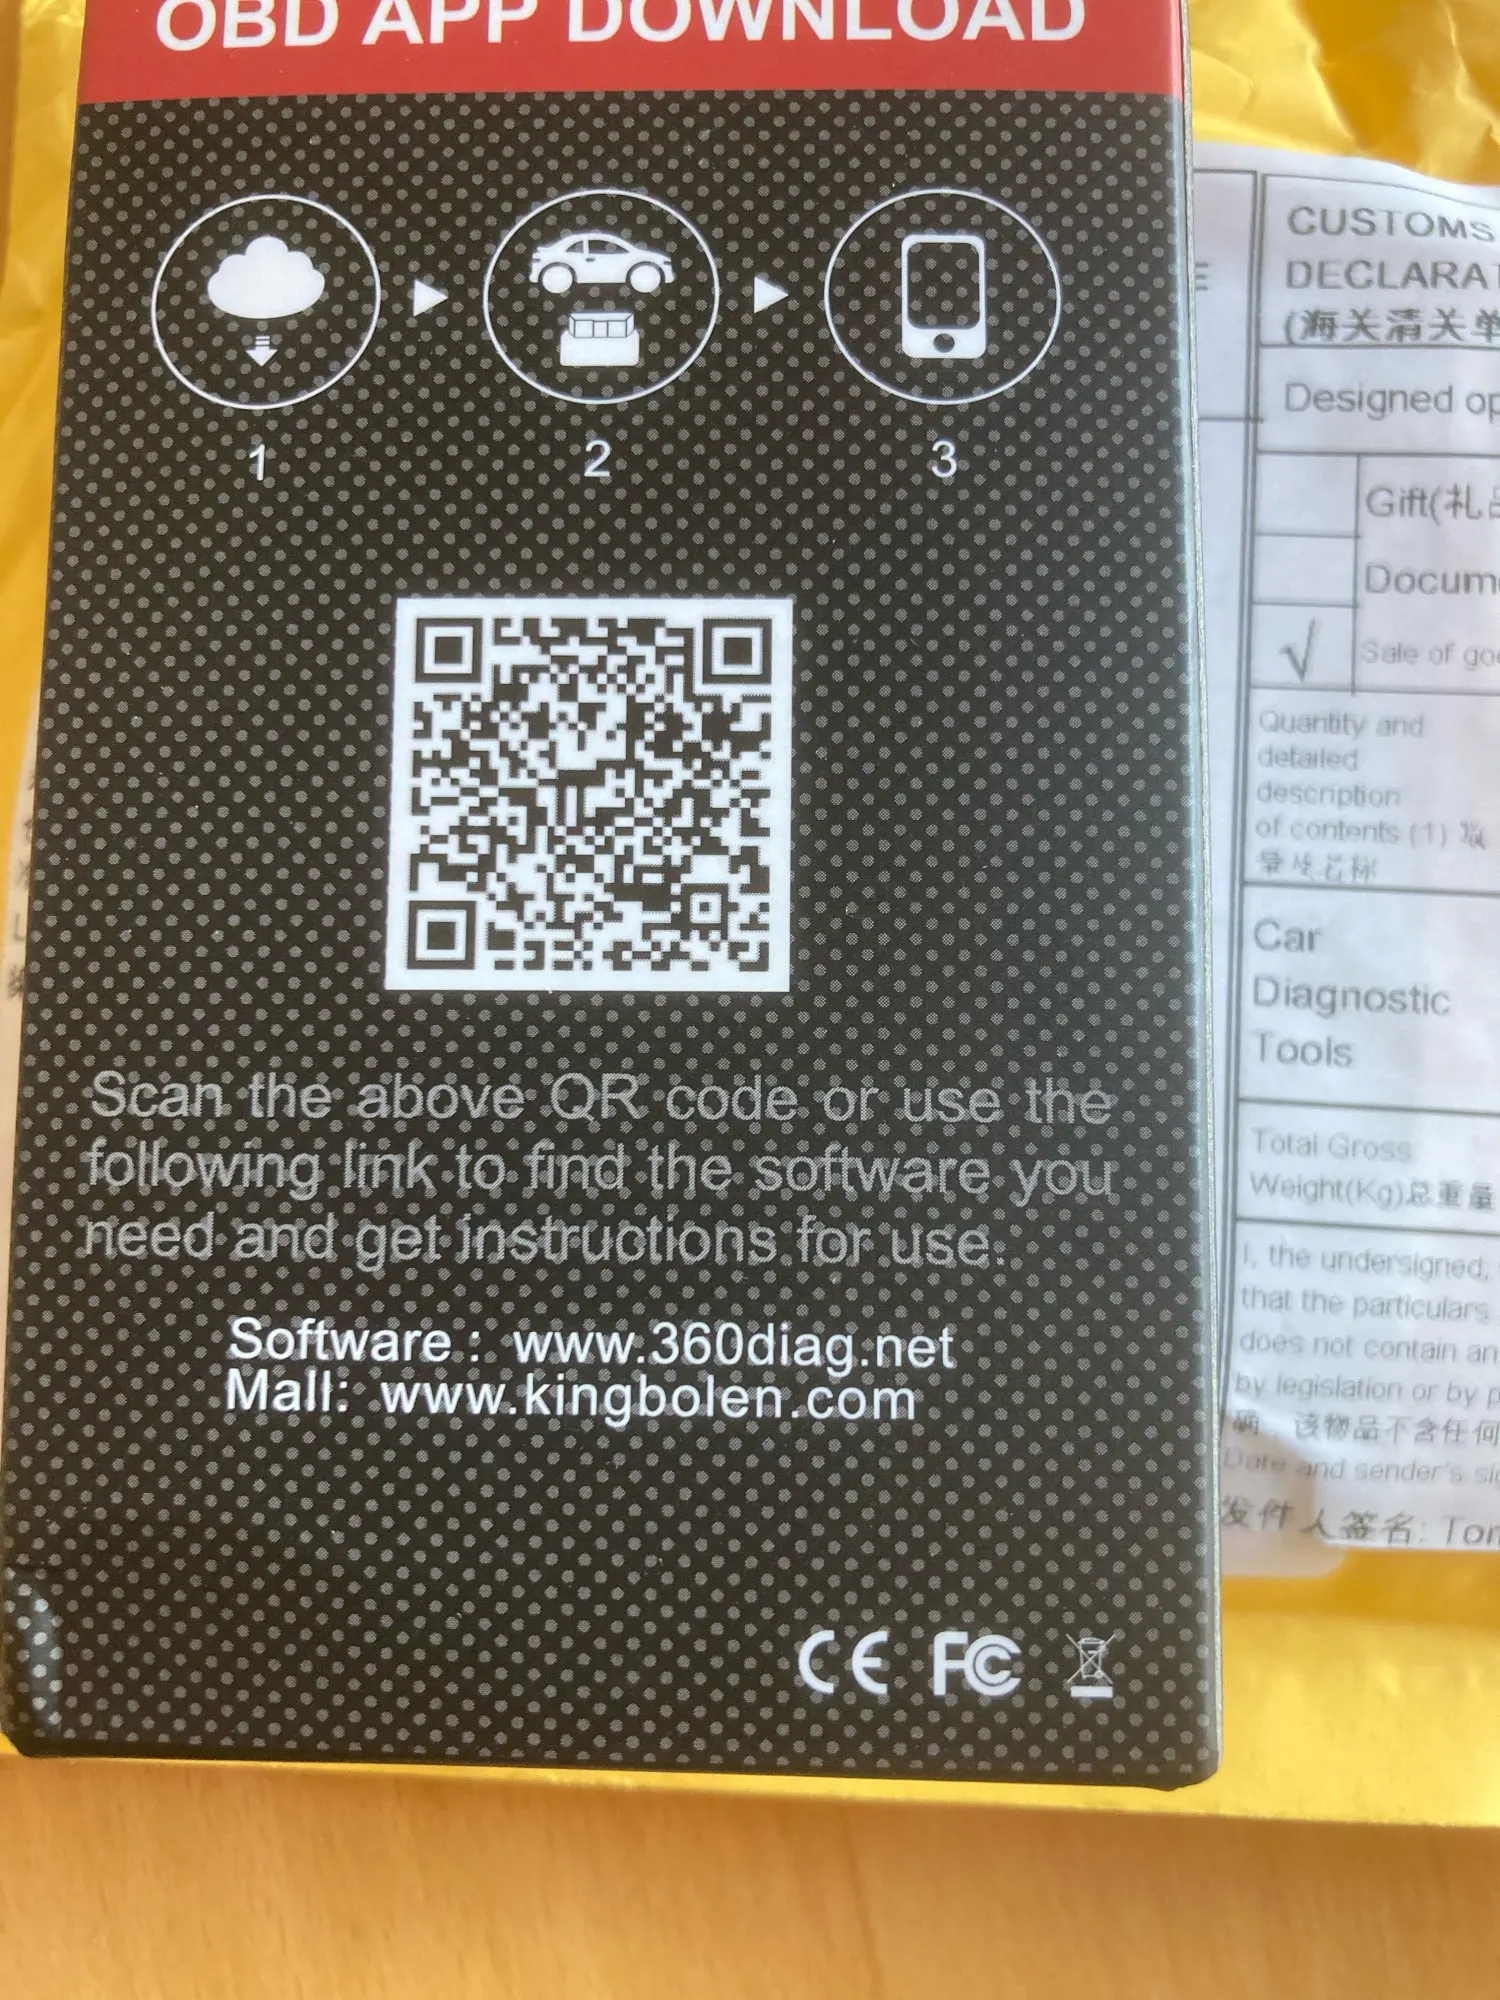 OBD APP DOWNLOAD
1
2
3
Scan the above QR code or use the
following link to find the software you
need and get instructions for use.
Software : www.360diag.net
Mall: www.kingbolen.com
CE FC
CUSTOMS
DECLARAT
(海关清关单
E
Designed op
Gift(礼品
Docume
√
Sale of goo
Quantity and
detailed
description
of contents (1)
Car
Diagnostic
Tools
Total Gross
Weight(Kg)总重量
I, the undersigned,
that the particulars
does not contain an
by legislation or by p
确，该物品不含任何
Date and sender's si
发件人签名: Tom